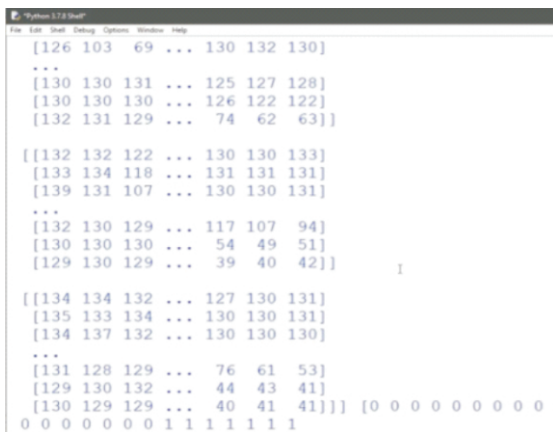 *Python 3.7.8 Shell*
File Edit Shell Debug Options Window Help
[126 103 69 ... 130 132 130]
...
[130 130 131 ... 125 127 128]
[130 130 130 ... 126 122 122]
[132 131 129 ... 74 62 63]]
[[132 132 122 ... 130 130 133]
[133 134 118 ... 131 131 131]
[139 131 107 ... 130 130 131]
...
[132 130 129 ... 117 107 94]
[130 130 130 ... 54 49 51]
[129 130 129 ... 39 40 42]]
[[134 134 132 ... 127 130 131]
[135 133 134 ... 130 130 131]
[134 137 132 ... 130 130 130]
...
[131 128 129 ... 76 61 53]
[129 130 132 ... 44 43 41]
[130 129 129 ... 40 41 41]]] [0 0 0 0 0 0 0 0 0
0 0 0 0 0 0 0 1 1 1 1 1 1 1